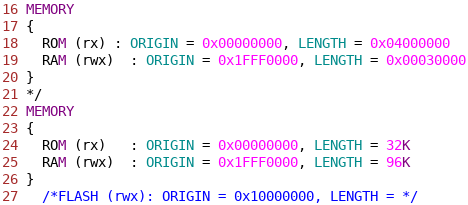 16 MEMORY
17 {
18   ROM (rx) : ORIGIN = 0x00000000, LENGTH = 0x04000000
19   RAM (rwx)  : ORIGIN = 0x1FFF0000, LENGTH = 0x00030000
20 }
21 */
22 MEMORY
23 {
24   ROM (rx)   : ORIGIN = 0x00000000, LENGTH = 32K
25   RAM (rwx)  : ORIGIN = 0x1FFF0000, LENGTH = 96K
26 }
27   /*FLASH (rwx): ORIGIN = 0x10000000, LENGTH = */